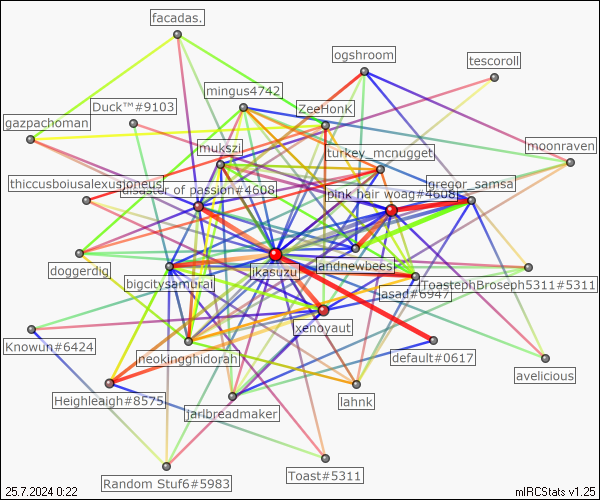 facadas.
ogshroom
tescoroll
mingus4742
Duck™#9103
ZeeHonK
gazpachoman
mukszi
turkey_mcnugget
moonraven
thiccusboiusalexusjoneus
disaster of passion#4608
pink hair woag#4608
gregor_samsa
doggerdig
jkasuzu
andnewbees
bigcitysamurai
jasad#6947
ToastephBroseph5311#5311
xenoyaut
Knowun#6424
neokingghidorah
default#0617
avelicious
Heighleaigh#8575
jarlbreadmaker
lahnk
Random Stuf6#5983
Toast#5311
25.7.2024 0:22
mIRCStats v1.25